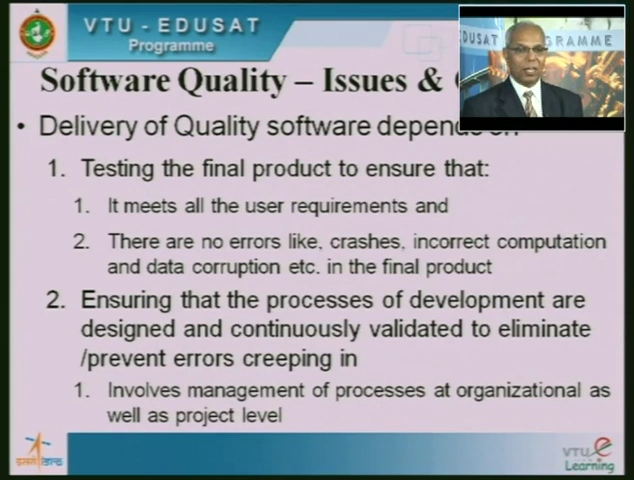 VTU - EDUSAT
Programme
EDUSAT PROGRAMME
Software Quality – Issues &
• Delivery of Quality software depends on
1. Testing the final product to ensure that:
1. It meets all the user requirements and
2. There are no errors like, crashes, incorrect computation
and data corruption etc. in the final product
2. Ensuring that the processes of development are
designed and continuously validated to eliminate
/prevent errors creeping in
1. Involves management of processes at organizational as
well as project level
VTU e
Learning